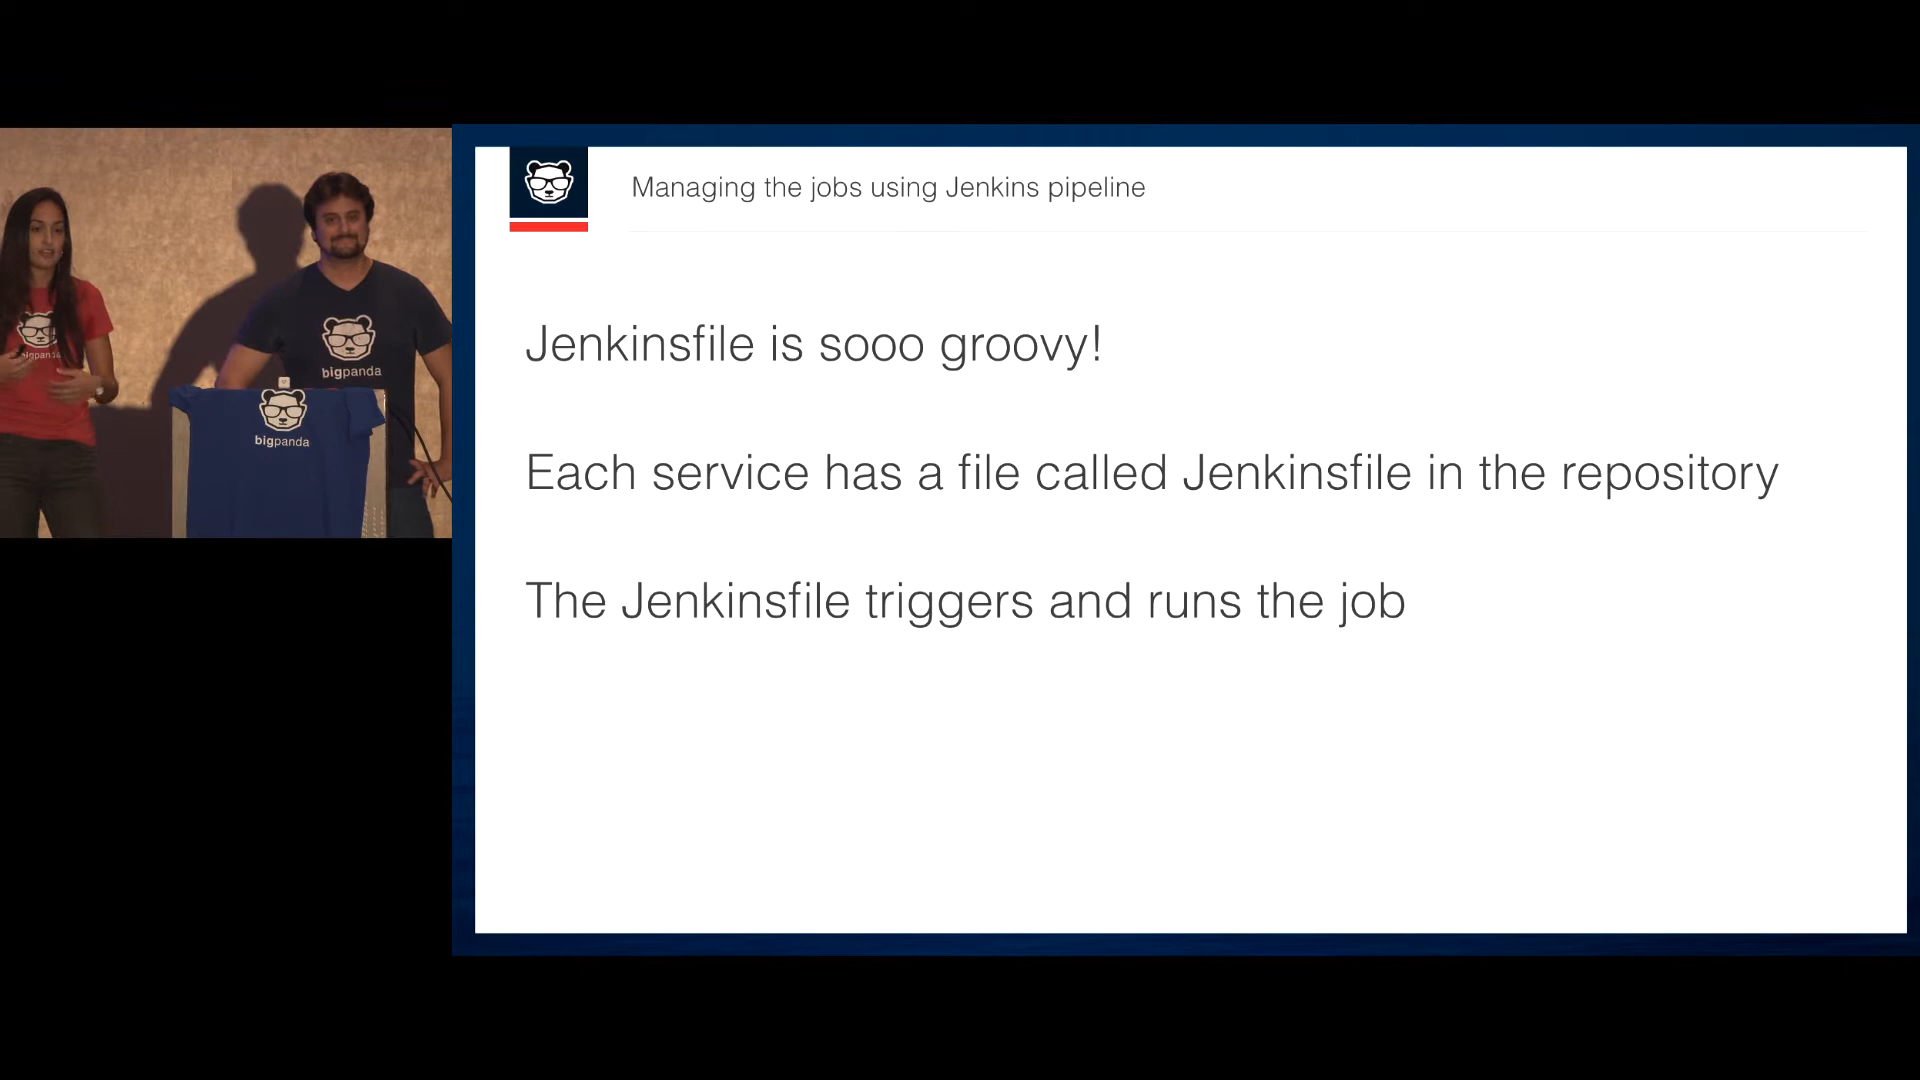 Managing the jobs using Jenkins pipeline
Jenkinsfile is sooo groovy!
Each service has a file called Jenkinsfile in the repository
The Jenkinsfile triggers and runs the job
bigpanda
bigpanda
bigpanda